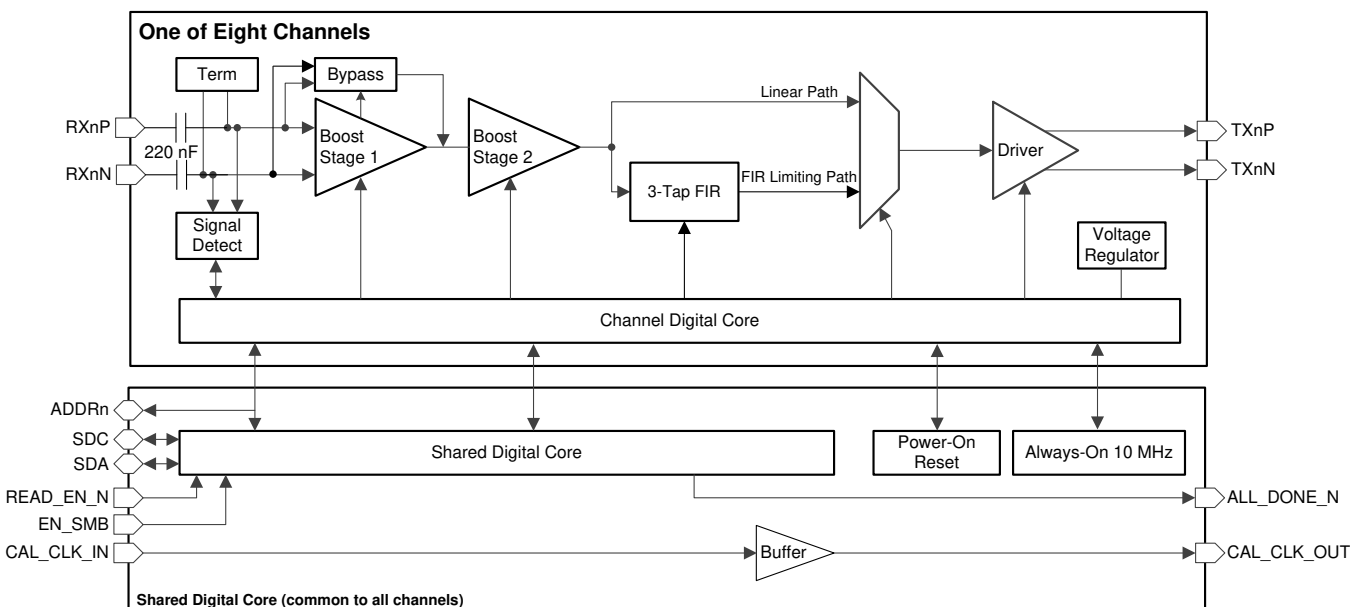 One of Eight Channels
Term
Bypass
RXnP
220 nF
RXnN
Boost
Stage 1
Boost
Stage 2
Linear Path
3-Tap FIR
FIR Limiting Path
Driver
TXnP
TXnN
Signal
Detect
Voltage
Regulator
Channel Digital Core
ADDRn
SDC
SDA
READ_EN_N
EN_SMB
CAL_CLK_IN
Shared Digital Core
Power-On
Reset
Always-On 10 MHz
ALL_DONE_N
Buffer
CAL_CLK_OUT
Shared Digital Core (common to all channels)